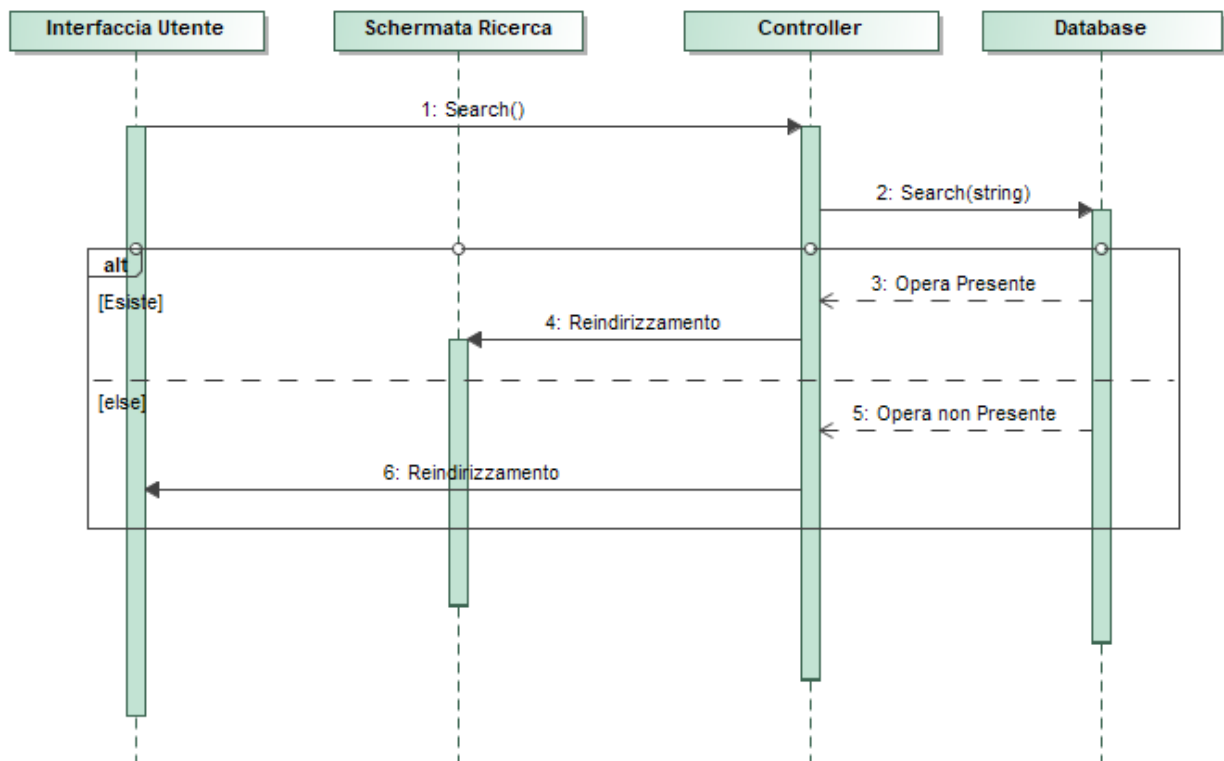 Interfaccia Utente
Schermata Ricerca
Controller
Database
1: Search()
2: Search(string)
alt
[Esiste]
3: Opera Presente
4: Reindirizzamento
[else]
5: Opera non Presente
6: Reindirizzamento